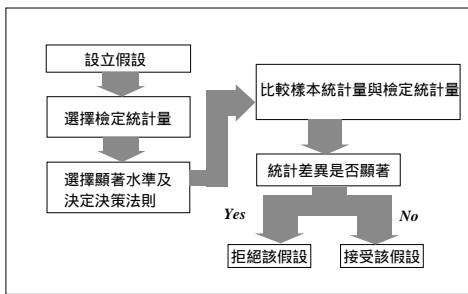 設立假設
選擇檢定統計量
選擇顯著水準及
決定決策法則
比較樣本統計量與檢定統計量
統計差異是否顯著
Yes
No
拒絕該假設
接受該假設